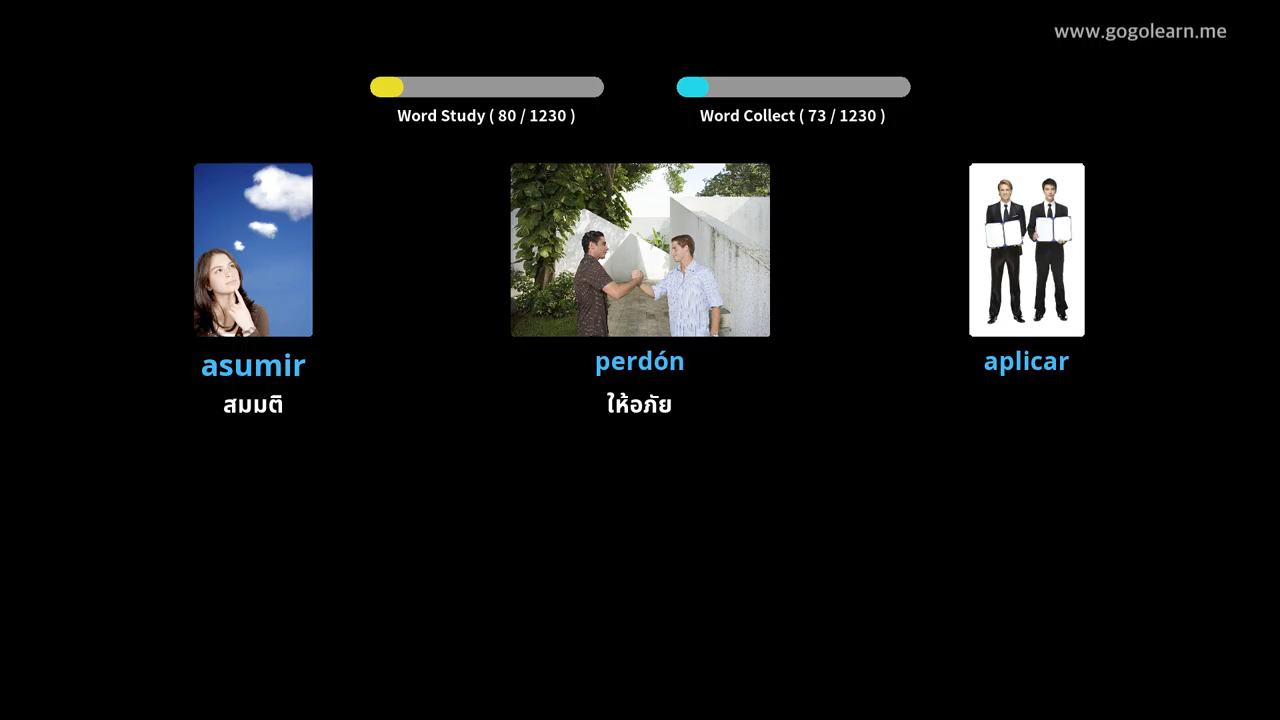 www.gogolearn.me
Word Study ( 80 / 1230 )
Word Collect ( 73 / 1230 )
asumir
perdón
aplicar
สมมติ
ให้อภัย